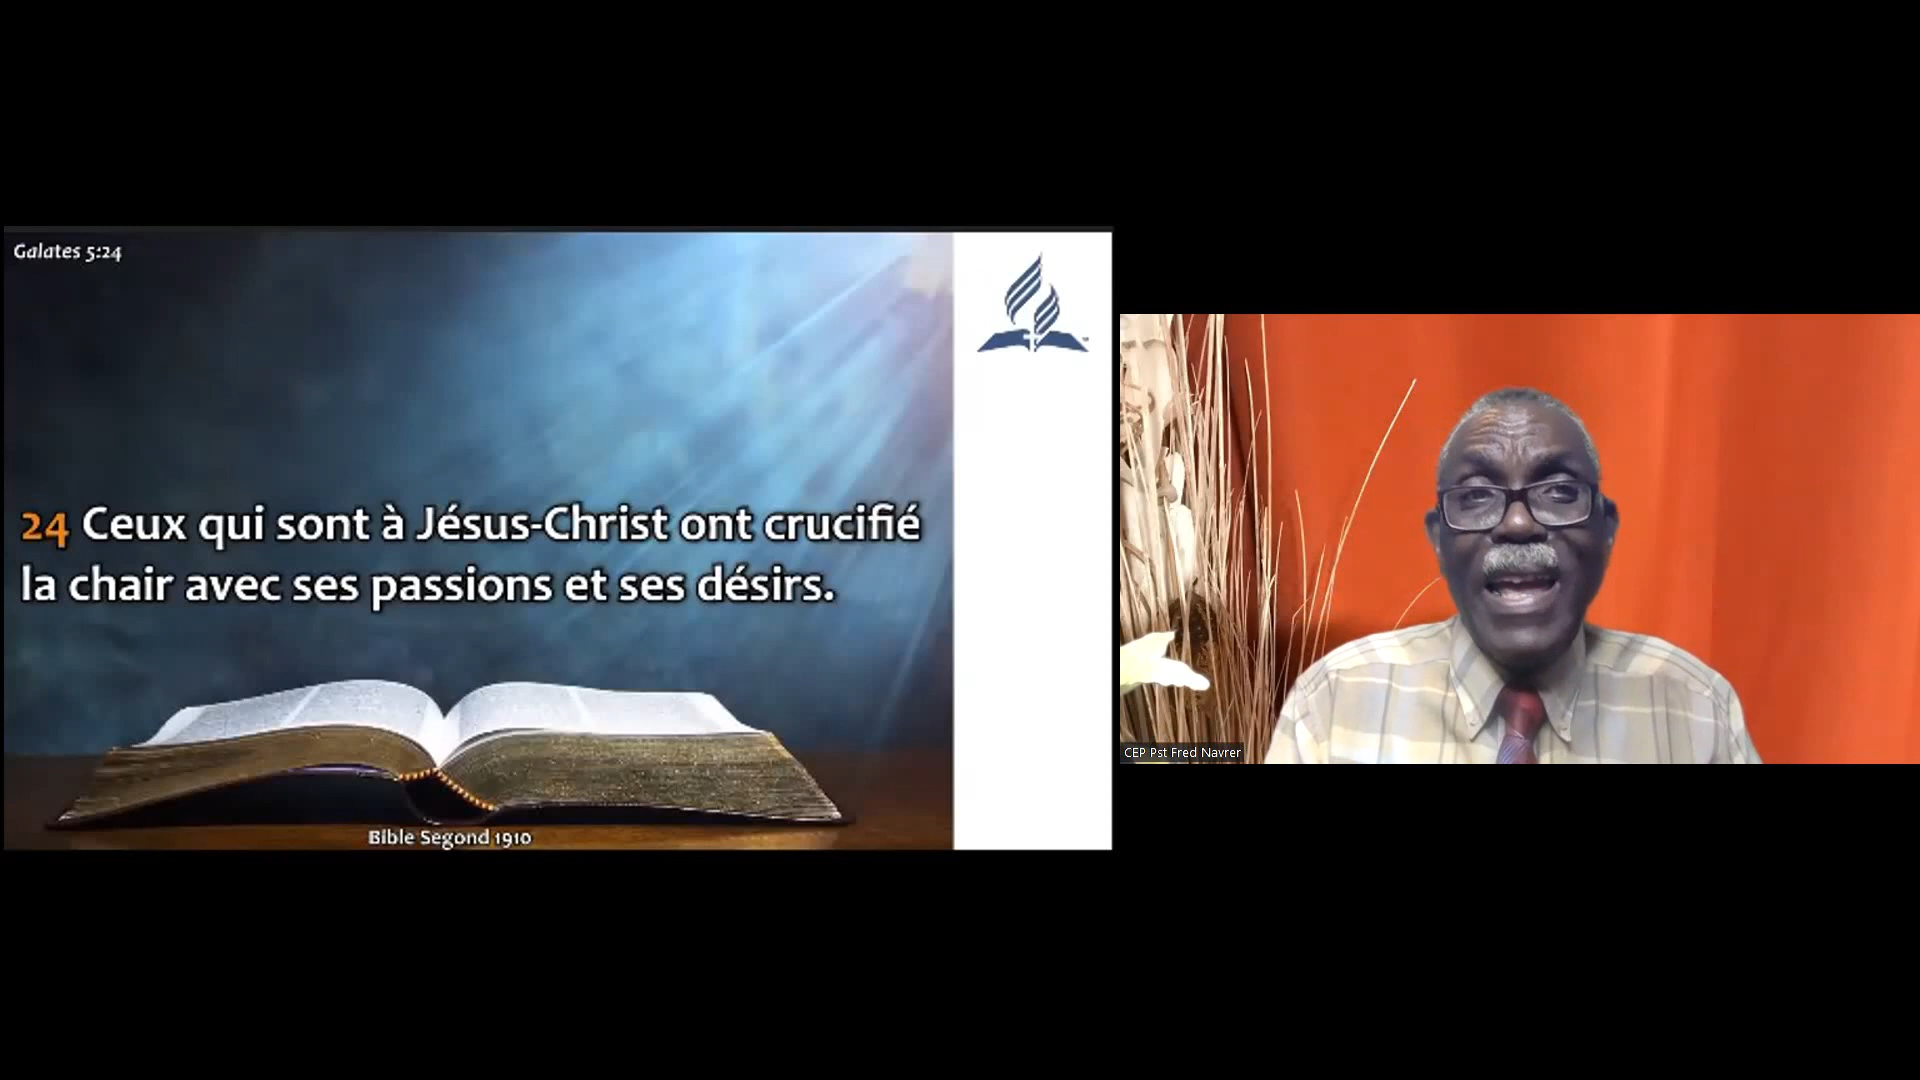 Galates 5:24
24 Ceux qui sont à Jésus-Christ ont crucifié
la chair avec ses passions et ses désirs.
Bible Segond 1910
CEP Pst Fred Navrer